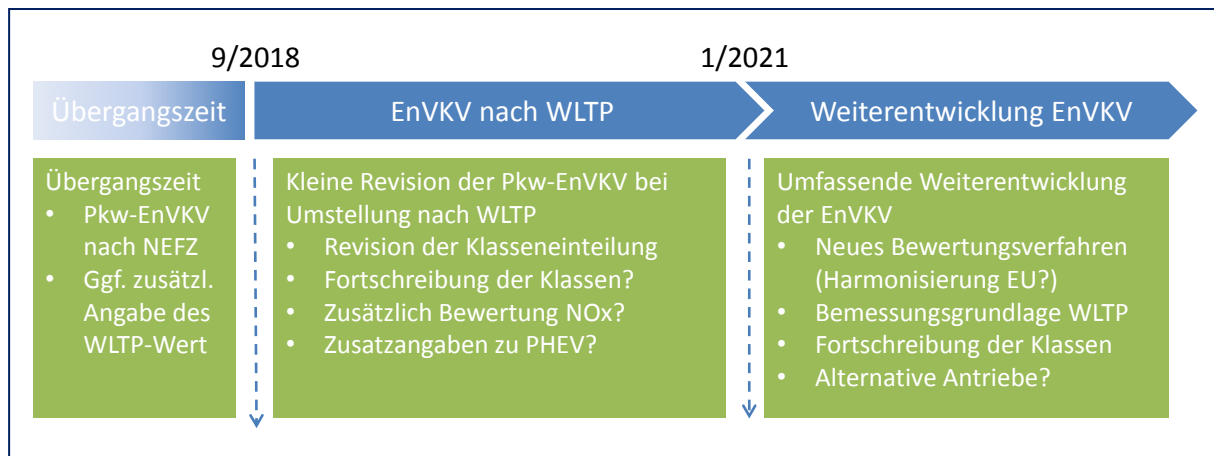 9/2018
1/2021
Übergangszeit
EnVKV nach WLTP
Weiterentwicklung EnVKV
Übergangszeit
• Pkw-EnVKV
nach NEFZ
• Ggf. zusätzl.
Angabe des
WLTP-Wert
Kleine Revision der Pkw-EnVKV bei
Umstellung nach WLTP
• Revision der Klasseneinteilung
• Fortschreibung der Klassen?
• Zusätzlich Bewertung NOx?
• Zusatzangaben zu PHEV?
Umfassende Weiterentwicklung
der EnVKV
• Neues Bewertungsverfahren
(Harmonisierung EU?)
• Bemessungsgrundlage WLTP
• Fortschreibung der Klassen
• Alternative Antriebe?